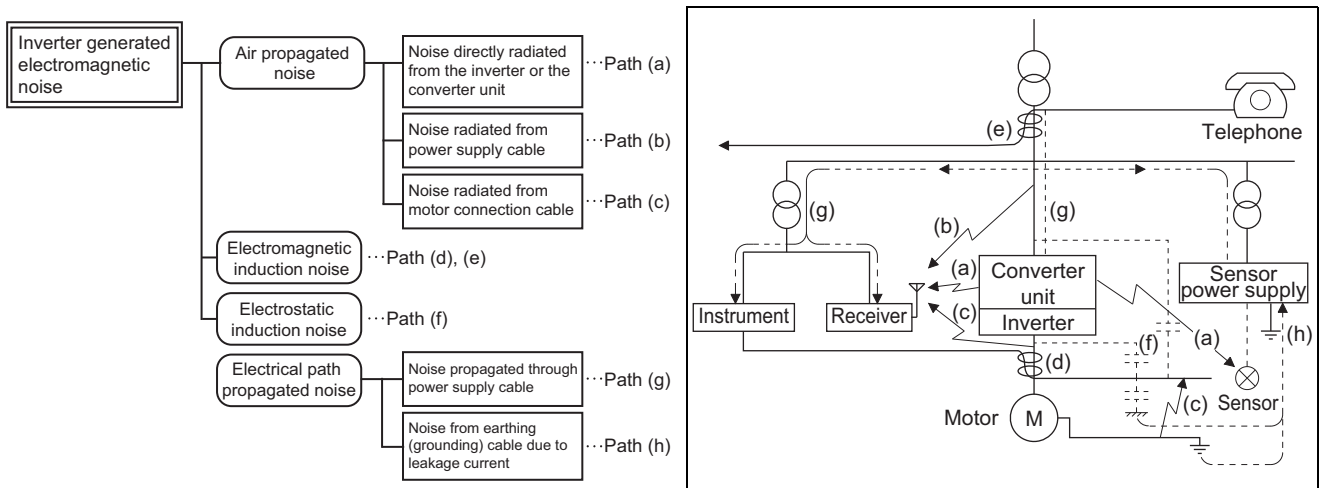 Inverter generated
electromagnetic
noise
Air propagated
noise
Noise directly radiated
from the inverter or the
converter unit
···Path (a)
Noise radiated from
power supply cable
···Path (b)
Noise radiated from
motor connection cable
···Path (c)
Electromagnetic
induction noise
···Path (d), (e)
Electrostatic
induction noise
···Path (f)
Electrical path
propagated noise
Noise propagated through
power supply cable
···Path (g)
Noise from earthing
(grounding) cable due to
leakage current
···Path (h)
(e)
Telephone
(g)
(g)
(b)
(a)
(c)
Converter
unit
Inverter
Sensor
power supply
Instrument
Receiver
(f)
(a)
(h)
(d)
(c)
Sensor
Motor
M